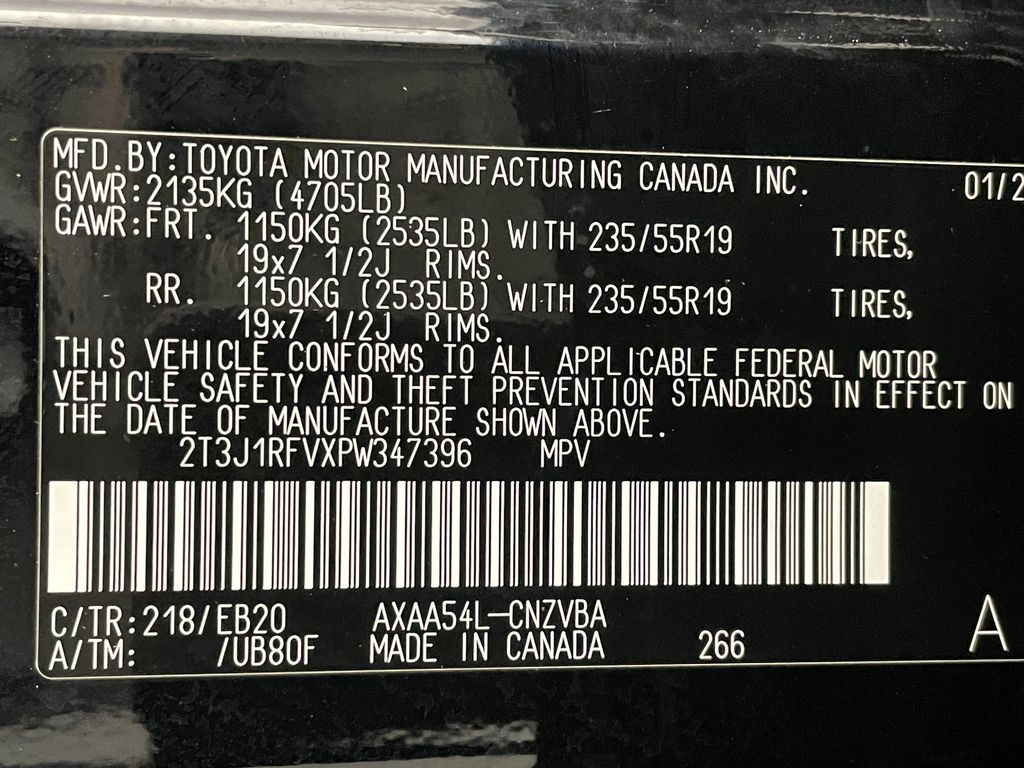 MFD.BY:TOYOTA MOTOR MANUFACTURING CANADA INC. 01/2
GVWR:2135KG (4705LB)
GAWR:FRT. 1150KG (2535LB) WITH 235/55R19 TIRES,
19x7 1/2J RIMS.
RR. 1150KG (2535LB) WITH 235/55R19 TIRES,
19x7 1/2J RIMS.
THIS VEHICLE CONFORMS TO ALL APPLICABLE FEDERAL MOTOR
VEHICLE SAFETY AND THEFT PREVENTION STANDARDS IN EFFECT ON
THE DATE OF MANUFACTURE SHOWN ABOVE.
2T3J1RFVXPW347396 MPV
C/TR:218/EB20 AXAA54L-CNZVBA A
A/TM: /UB80F MADE IN CANADA 266